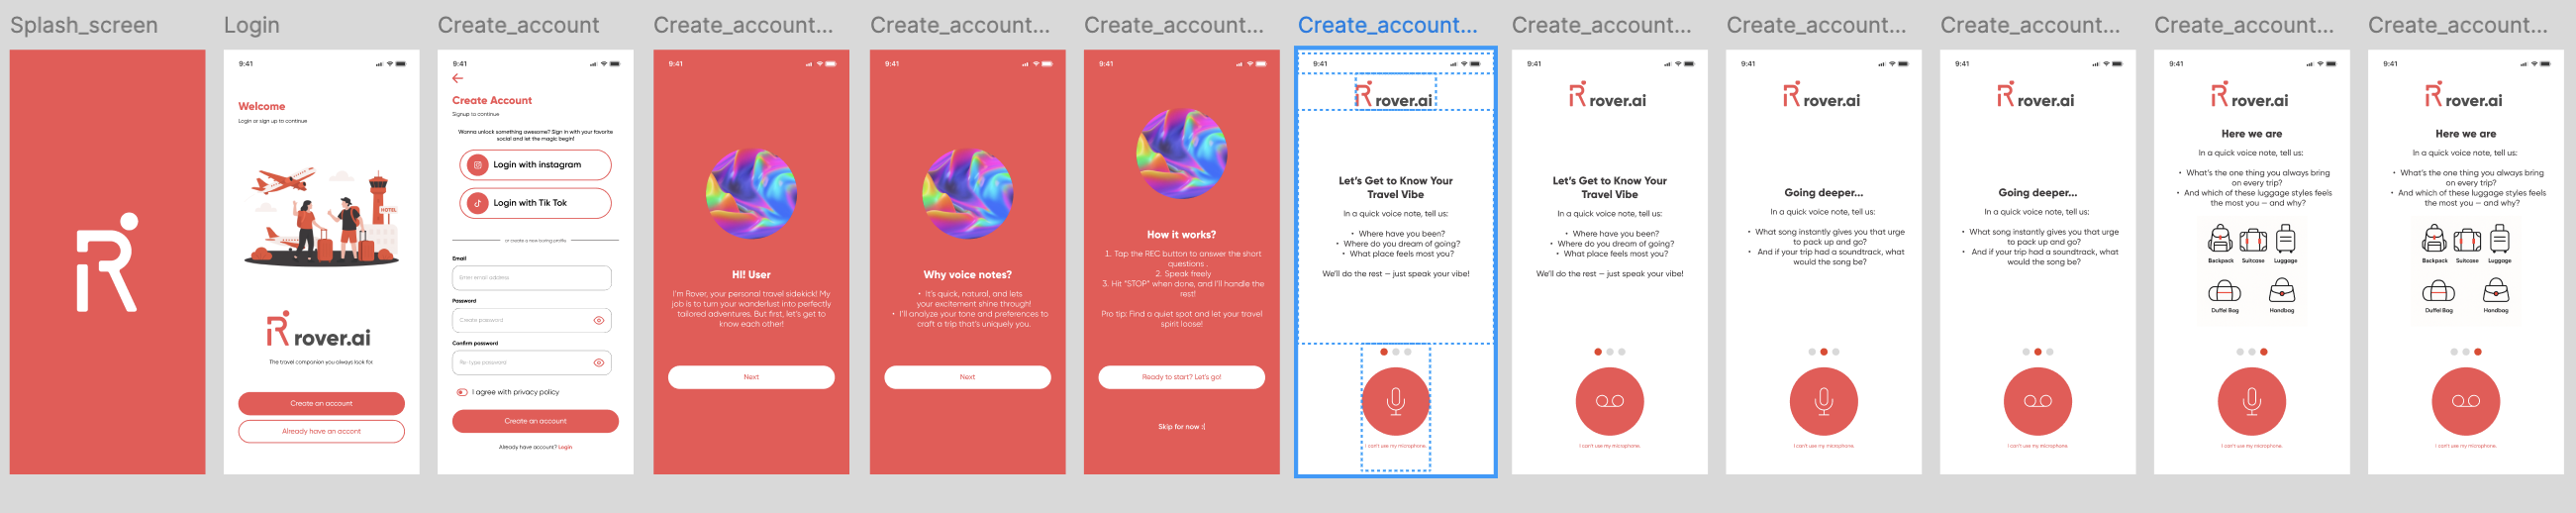 Splash_screen
Login
Create_account
Create_account...
Create_account...
Create_account...
Create_account...
Create_account...
Create_account...
Create_account...
Create_account...
Create_account...
9:41
Welcome
Login or sign up to continue
HOTEL
rover.ai
The travel companion you always look for
Create an account
Already have an accont
9:41
Create Account
Signup to continue
Wanna unlock something awesome? Sign in with your favorite
social and let the magic begin!
Login with instagram
Login with Tik Tok
or create a new boring profile
Email
Enter email address
Password
Create password
Confirm password
Re-type password
I agree with privacy policy
Create an account
Already have account? Login
9:41
HI! User
I'm Rover, your personal travel sidekick! My
job is to turn your wanderlust into perfectly
tailored adventures. But first, let's get to
know each other!
Next
9:41
Why voice notes?
• It's quick, natural, and lets
your excitement shine through!
• I'll analyze your tone and preferences to
craft a trip that's uniquely you.
Next
9:41
How it works?
1. Tap the REC button to answer the short
questions .
2. Speak freely
3. Hit "STOP" when done, and I'll handle the
rest!
Pro tip: Find a quiet spot and let your travel
spirit loose!
Ready to start? Let's go!
Skip for now :(
9:41
rover.ai
Let's Get to Know Your
Travel Vibe
In a quick voice note, tell us:
• Where have you been?
• Where do you dream of going?
• What place feels most you?
We'll do the rest — just speak your vibe!
I can't use my microphone.
9:41
rover.ai
Let's Get to Know Your
Travel Vibe
In a quick voice note, tell us:
• Where have you been?
• Where do you dream of going?
• What place feels most you?
We'll do the rest — just speak your vibe!
I can't use my microphone.
9:41
rover.ai
Going deeper...
In a quick voice note, tell us:
• What song instantly gives you that urge
to pack up and go?
• And if your trip had a soundtrack, what
would the song be?
I can't use my microphone.
9:41
rover.ai
Going deeper...
In a quick voice note, tell us:
• What song instantly gives you that urge
to pack up and go?
• And if your trip had a soundtrack, what
would the song be?
I can't use my microphone.
9:41
rover.ai
Here we are
In a quick voice note, tell us:
• What's the one thing you always bring
on every trip?
• And which of these luggage styles feels
the most you — and why?
Backpack Suitcase Luggage
Duffel Bag Handbag
I can't use my microphone.
9:41
rover.ai
Here we are
In a quick voice note, tell us:
• What's the one thing you always bring
on every trip?
• And which of these luggage styles feels
the most you — and why?
Backpack Suitcase Luggage
Duffel Bag Handbag
I can't use my microphone.